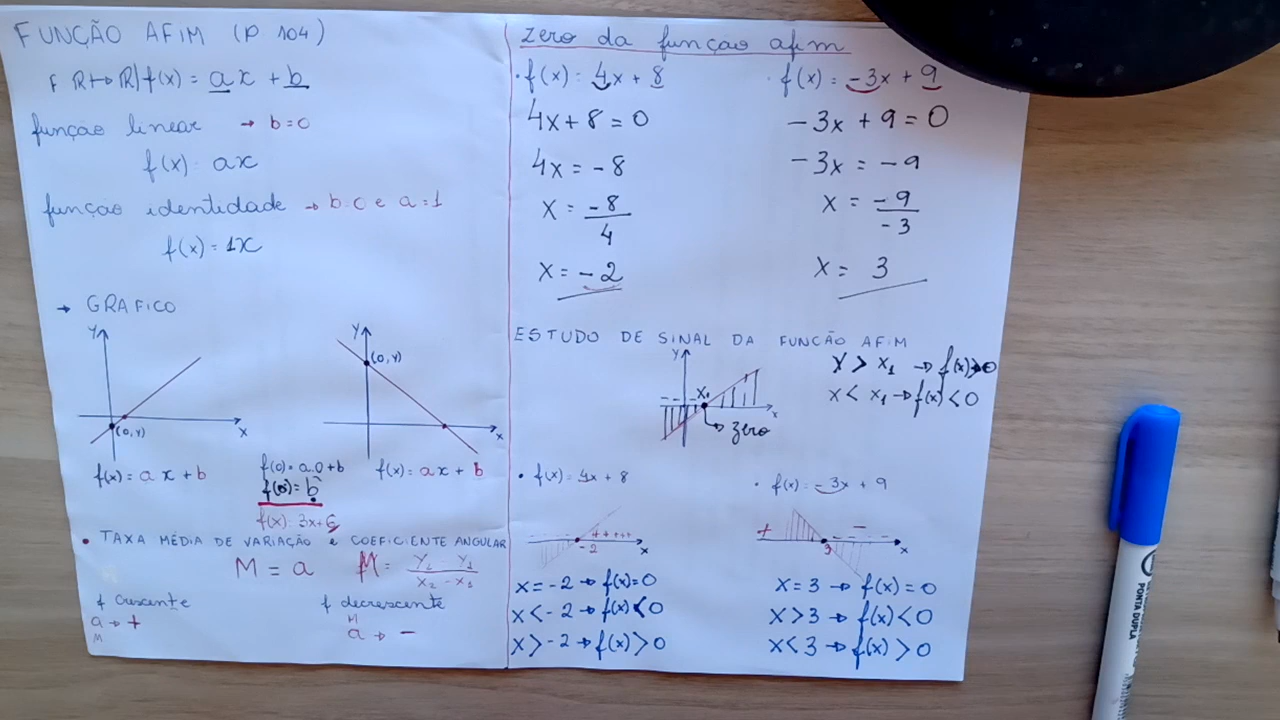 FUNÇÃO AFIM (P 104)
F R↦R|f(x) = ax + b
função linear → b=0
f(x): ax
função identidade → b=0 e a=1
f(x) = 1x
→ GRAFICO
Y
(0,Y)
X
f(x)= ax + b
Y
(0,Y)
X
f(x)= ax + b
f(0)= a.0+b
f(0)= b
f(x): 3x+6
• TAXA MÉDIA DE VARIAÇÃO e COEFICIENTE ANGULAR
M = a
M = Y₂ - Y₁ / X₂ - X₁
f Crescente
a → +
M
f decrescente
M
a → -
zero da função afim
• f(x): 4x + 8
4x + 8 = 0
4x = -8
X = -8/4
X = -2
• f(x) = -3x + 9
-3x + 9 = 0
-3x = -9
X = -9/-3
X = 3
ESTUDO DE SINAL DA FUNÇÃO AFIM
Y
X₁
x
zero
X > X₁ → f(x)>0
X < X₁ → f(x)<0
• f(x)= 4x + 8
++++
-2
x
X = -2 → f(x)=0
X < -2 → f(x)<0
X > -2 → f(x)>0
• f(x)= -3x + 9
+
-
3
x
X = 3 → f(x)=0
X > 3 → f(x)<0
X < 3 → f(x)>0
PONTA DUPLA